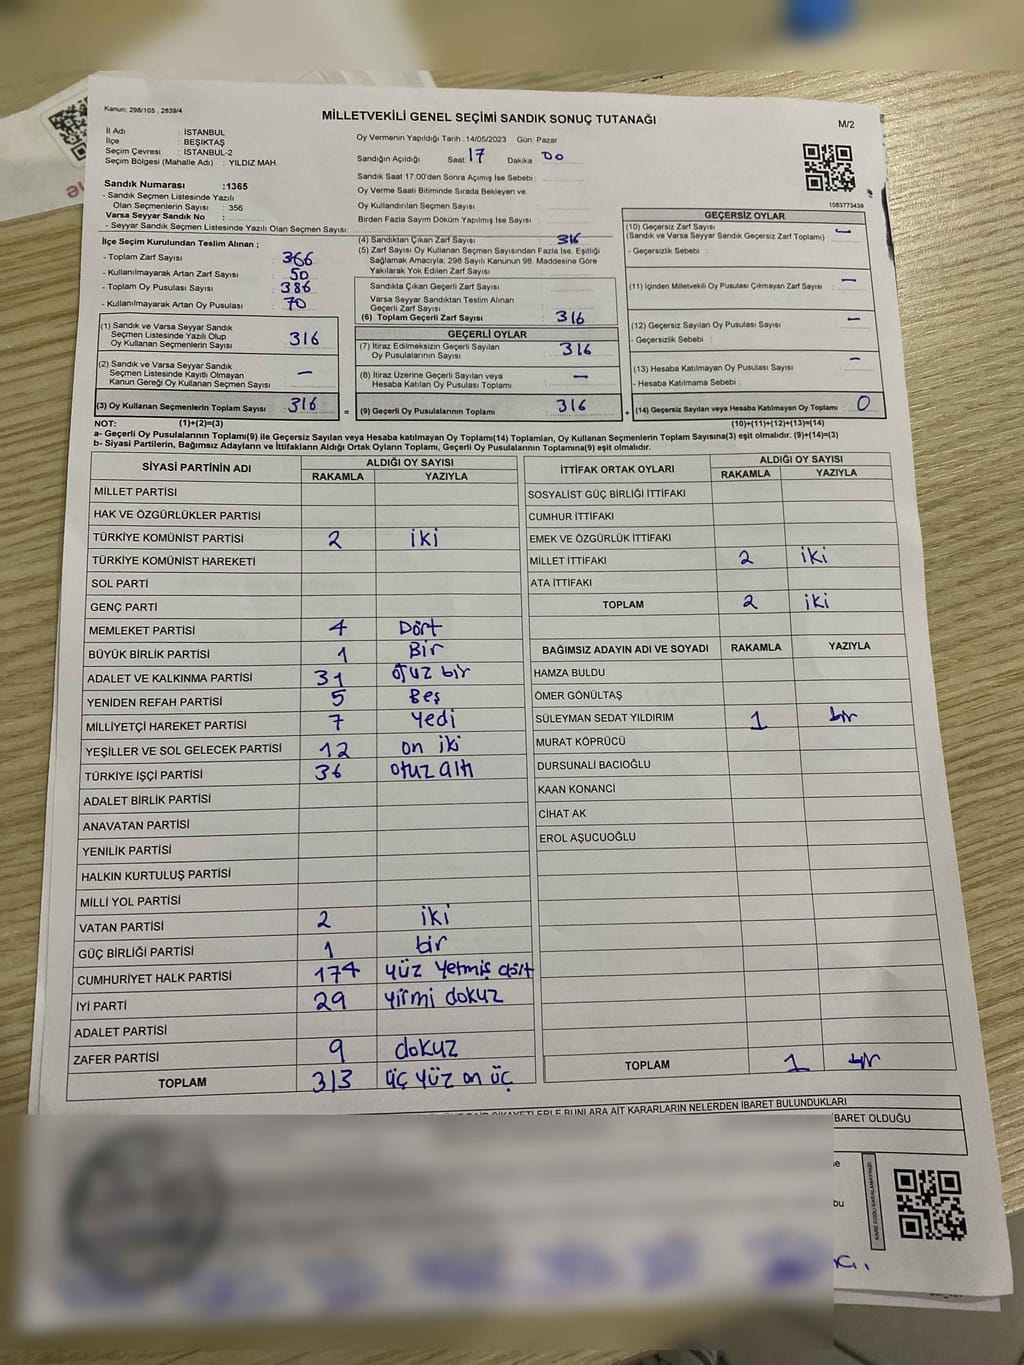 Kanun: 298/105 , 2839/4
MİLLETVEKİLİ GENEL SEÇİMİ SANDIK SONUÇ TUTANAĞI
M/2
İl Adı : İSTANBUL
İlçe : BEŞİKTAŞ
Seçim Çevresi : İSTANBUL-2
Seçim Bölgesi (Mahalle Adı) : YILDIZ MAH.
Oy Vermenin Yapıldığı Tarih :14/05/2023 Gün: Pazar
Sandığın Açıldığı Saat: 17 Dakika : 00
Sandık Saat 17:00'den Sonra Açımış İse Sebebi :
Oy Verme Saati Bitiminde Sırada Bekleyen ve
Oy Kullandırılan Seçmen Sayısı :
Birden Fazla Sayım Döküm Yapılmış İse Sayısı :
1083773439
Sandık Numarası :1365
- Sandık Seçmen Listesinde Yazılı
Olan Seçmenlerin Sayısı : 356
Varsa Seyyar Sandık No :
- Seyyar Sandık Seçmen Listesinde Yazılı Olan Seçmen Sayısı :
İlçe Seçim Kurulundan Teslim Alınan ;
- Toplam Zarf Sayısı : 366
- Kullanılmayarak Artan Zarf Sayısı : 50
- Toplam Oy Pusulası Sayısı : 386
- Kullanılmayarak Artan Oy Pusulası : 70
(1) Sandık ve Varsa Seyyar Sandık
Seçmen Listesinde Yazılı Olup
Oy Kullanan Seçmenlerin Sayısı : 316
(2) Sandık ve Varsa Seyyar Sandık
Seçmen Listesinde Kayıtlı Olmayan
Kanun Gereği Oy Kullanan Seçmen Sayısı : —
(3) Oy Kullanan Seçmenlerin Toplam Sayısı : 316
(1)+(2)=(3)
(4) Sandıktan Çıkan Zarf Sayısı : 316
(5) Zarf Sayısı Oy Kullanan Seçmen Sayısından Fazla İse, Eşitliği
Sağlamak Amacıyla; 298 Sayılı Kanunun 98. Maddesine Göre
Yakılarak Yok Edilen Zarf Sayısı :
Sandıkta Çıkan Geçerli Zarf Sayısı :
Varsa Seyyar Sandıktan Teslim Alınan
Geçerli Zarf Sayısı :
(6) Toplam Geçerli Zarf Sayısı : 316
GEÇERLİ OYLAR
(7) İtiraz Edilmeksizin Geçerli Sayılan
Oy Pusulalarının Sayısı : 316
(8) İtiraz Üzerine Geçerli Sayılan veya
Hesaba Katılan Oy Pusulası Toplamı : —
= (9) Geçerli Oy Pusulalarının Toplamı : 316
GEÇERSİZ OYLAR
(10) Geçersiz Zarf Sayısı : —
(Sandık ve Varsa Seyyar Sandık Geçersiz Zarf Toplamı)
- Geçersizlik Sebebi :
(11) İçinden Milletvekili Oy Pusulası Çıkmayan Zarf Sayısı : —
(12) Geçersiz Sayılan Oy Pusulası Sayısı : —
- Geçersizlik Sebebi :
(13) Hesaba Katılmayan Oy Pusulası Sayısı : —
- Hesaba Katılmama Sebebi :
+ (14) Geçersiz Sayılan veya Hesaba Katılmayan Oy Toplamı : 0
(10)+(11)+(12)+(13)=(14)
NOT:
a- Geçerli Oy Pusulalarının Toplamı(9) ile Geçersiz Sayılan veya Hesaba katılmayan Oy Toplamı(14) Toplamları, Oy Kullanan Seçmenlerin Toplam Sayısına(3) eşit olmalıdır. (9)+(14)=(3)
b- Siyasi Partilerin, Bağımsız Adayların ve İttifakların Aldığı Ortak Oyların Toplamı, Geçerli Oy Pusulalarının Toplamına(9) eşit olmalıdır.
SİYASİ PARTİNİN ADI ALDIĞI OY SAYISI
RAKAMLA YAZIYLA
MİLLET PARTİSİ
HAK VE ÖZGÜRLÜKLER PARTİSİ
TÜRKİYE KOMÜNİST PARTİSİ 2 iki
TÜRKİYE KOMÜNİST HAREKETİ
SOL PARTİ
GENÇ PARTİ
MEMLEKET PARTİSİ 4 Dört
BÜYÜK BİRLİK PARTİSİ 1 Bir
ADALET VE KALKINMA PARTİSİ 31 otuz bir
YENİDEN REFAH PARTİSİ 5 Beş
MİLLİYETÇİ HAREKET PARTİSİ 7 yedi
YEŞİLLER VE SOL GELECEK PARTİSİ 12 on iki
TÜRKİYE İŞÇİ PARTİSİ 36 otuz altı
ADALET BİRLİK PARTİSİ
ANAVATAN PARTİSİ
YENİLİK PARTİSİ
HALKIN KURTULUŞ PARTİSİ
MİLLİ YOL PARTİSİ
VATAN PARTİSİ 2 iki
GÜÇ BİRLİĞİ PARTİSİ 1 bir
CUMHURİYET HALK PARTİSİ 174 yüz yetmiş dört
İYİ PARTİ 29 yirmi dokuz
ADALET PARTİSİ
ZAFER PARTİSİ 9 dokuz
TOPLAM 313 üç yüz on üç
İTTİFAK ORTAK OYLARI ALDIĞI OY SAYISI
RAKAMLA YAZIYLA
SOSYALİST GÜÇ BİRLİĞİ İTTİFAKI
CUMHUR İTTİFAKI
EMEK VE ÖZGÜRLÜK İTTİFAKI
MİLLET İTTİFAKI 2 iki
ATA İTTİFAKI
TOPLAM 2 iki
BAĞIMSIZ ADAYIN ADI VE SOYADI RAKAMLA YAZIYLA
HAMZA BULDU
ÖMER GÖNÜLTAŞ
SÜLEYMAN SEDAT YILDIRIM 1 bir
MURAT KÖPRÜCÜ
DURSUNALİ BACIOĞLU
KAAN KONANCİ
CİHAT AK
EROL AŞUCUOĞLU
TOPLAM 1 bir
BUNLARA AİT KARARLARIN NELERDEN İBARET BULUNDUKLARI
İBARET OLDUĞU